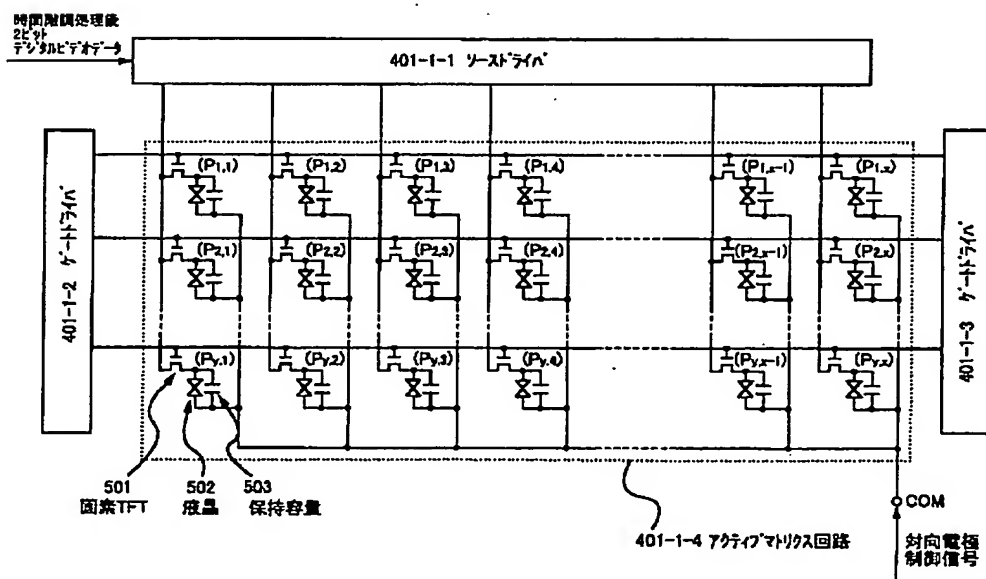 時間階調処理後
2ビット
デジタルビデオデータ
401-1-1 ソースドライバ
401-1-2 ゲートドライバ
(P1,1)
(P1,2)
(P1,3)
(P1,4)
(P1,x-1)
(P1,x)
(P2,1)
(P2,2)
(P2,3)
(P2,4)
(P2,x-1)
(P2,x)
(Py,1)
(Py,2)
(Py,3)
(Py,4)
(Py,x-1)
(Py,x)
401-1-3 ゲートドライバ
501
画素TFT
502
液晶
503
保持容量
401-1-4 アクティブマトリクス回路
COM
対向電極
制御信号